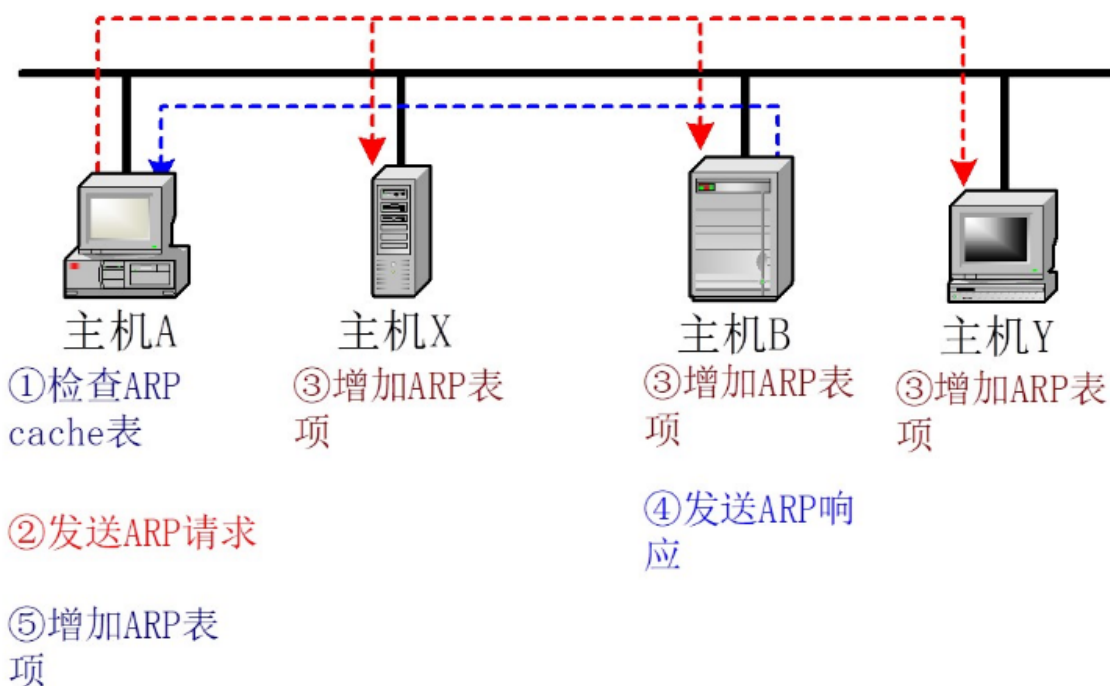 主机A
主机X
主机B
主机Y
①检查ARP
cache表
③增加ARP表
项
③增加ARP表
项
③增加ARP表
项
②发送ARP请求
④发送ARP响
应
⑤增加ARP表
项